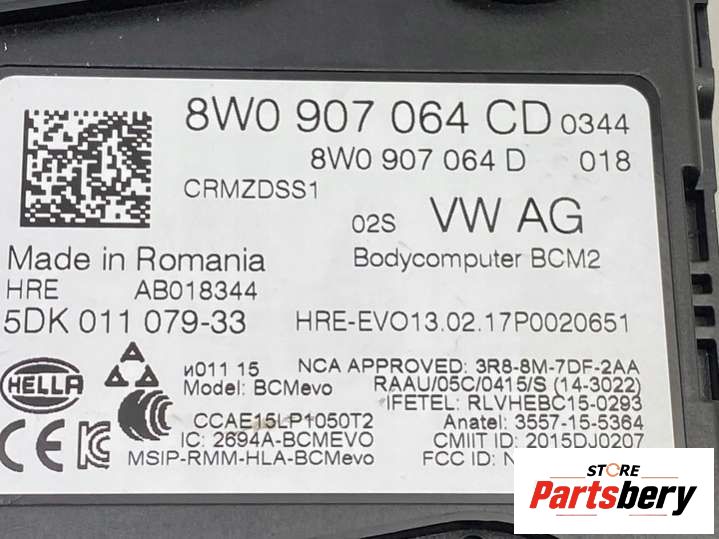 8W0 907 064 CD 0344
8W0 907 064 D 018
CRMZDSS1
02S VW AG
Made in Romania Bodycomputer BCM2
HRE AB018344
5DK 011 079-33 HRE-EVO13.02.17P0020651
и011 15 NCA APPROVED: 3R8-8M-7DF-2AA
Model: BCMevo RAAU/05C/0415/S (14-3022)
HELLA IFETEL: RLVHEBC15-0293
CCAE15LP1050T2 Anatel: 3557-15-5364
IC: 2694A-BCMEVO CMIIT ID: 2015DJ0207
CE MSIP-RMM-HLA-BCMevo FCC ID: N
STORE
Partsbery